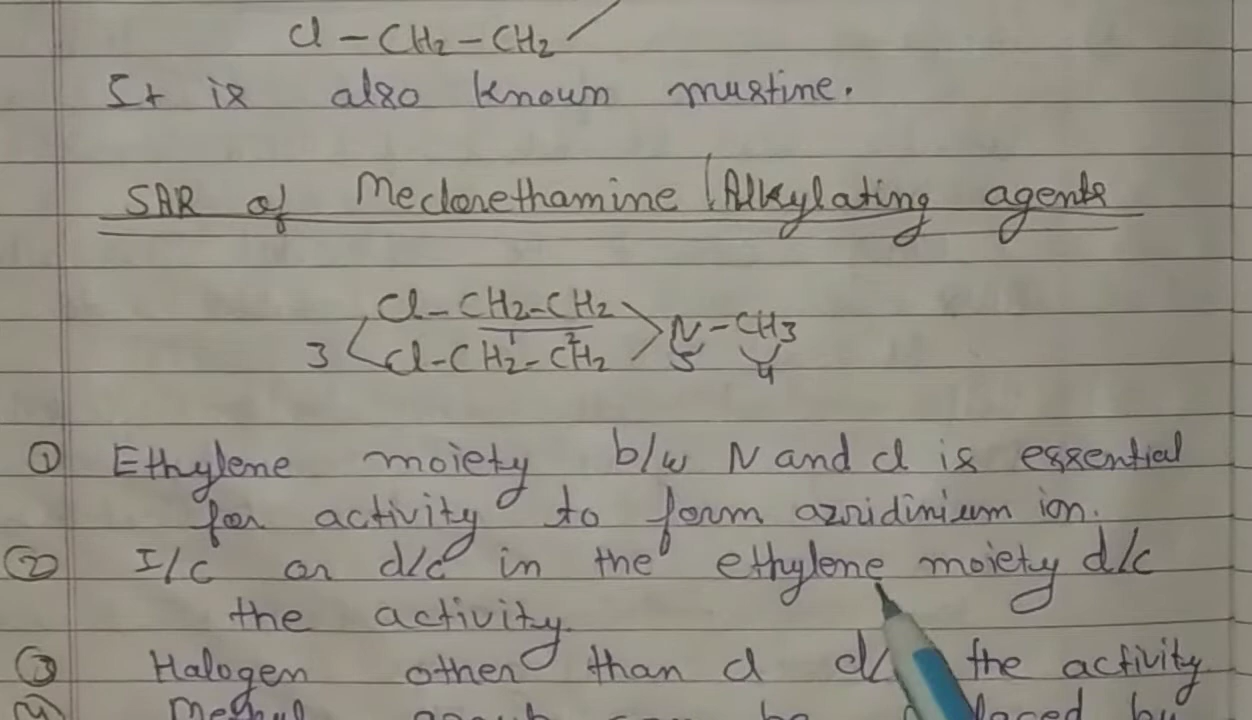 Cl-CH2-CH2
It is also known mustine.
SAR of Meclorethamine/Alkylating agents
Cl-CH2-CH2
N-CH3
3 Cl-CH2-CH2
1 2 5 4
① Ethylene moiety b/w N and Cl is essential
for activity to form azridinium ion.
② I/c or d/c in the ethylene moiety d/c
the activity.
③ Halogen other than Cl d/ the activity